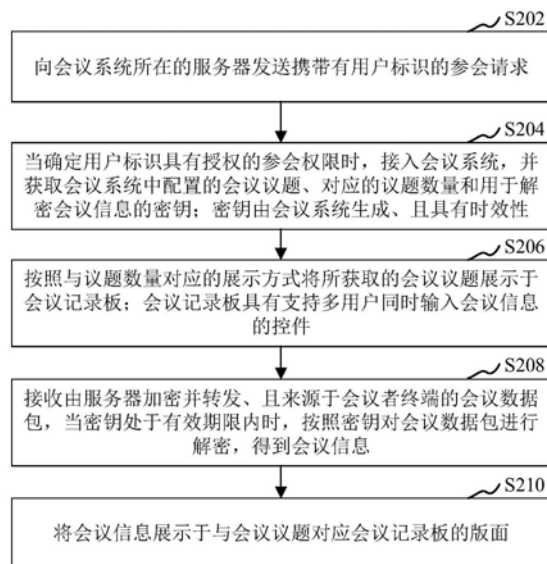 S202
向会议系统所在的服务器发送携带有用户标识的参会请求
S204
当确定用户标识具有授权的参会权限时，接入会议系统，并
获取会议系统中配置的会议议题、对应的议题数量和用于解
密会议信息的密钥；密钥由会议系统生成、且具有时效性
S206
按照与议题数量对应的展示方式将所获取的会议议题展示于
会议记录板；会议记录板具有支持多用户同时输入会议信息
的控件
S208
接收由服务器加密并转发、且来源于会议者终端的会议数据
包，当密钥处于有效期限内时，按照密钥对会议数据包进行
解密，得到会议信息
S210
将会议信息展示于与会议议题对应会议记录板的版面